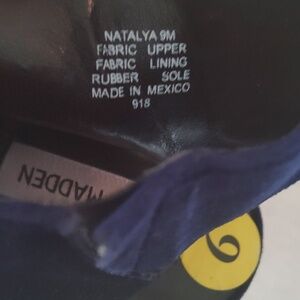 NATALYA 9M
FABRIC UPPER
FABRIC LINING
RUBBER SOLE
MADE IN MEXICO
918
MADDEN
9